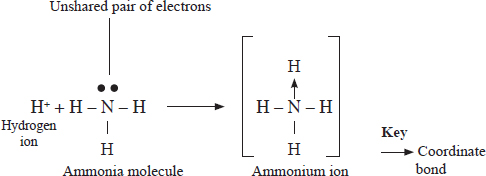 Unshared pair of electrons
H
H⁺ + H – N – H
H – N – H
Hydrogen
ion
H
H
Key
Coordinate
bond
Ammonia molecule
Ammonium ion